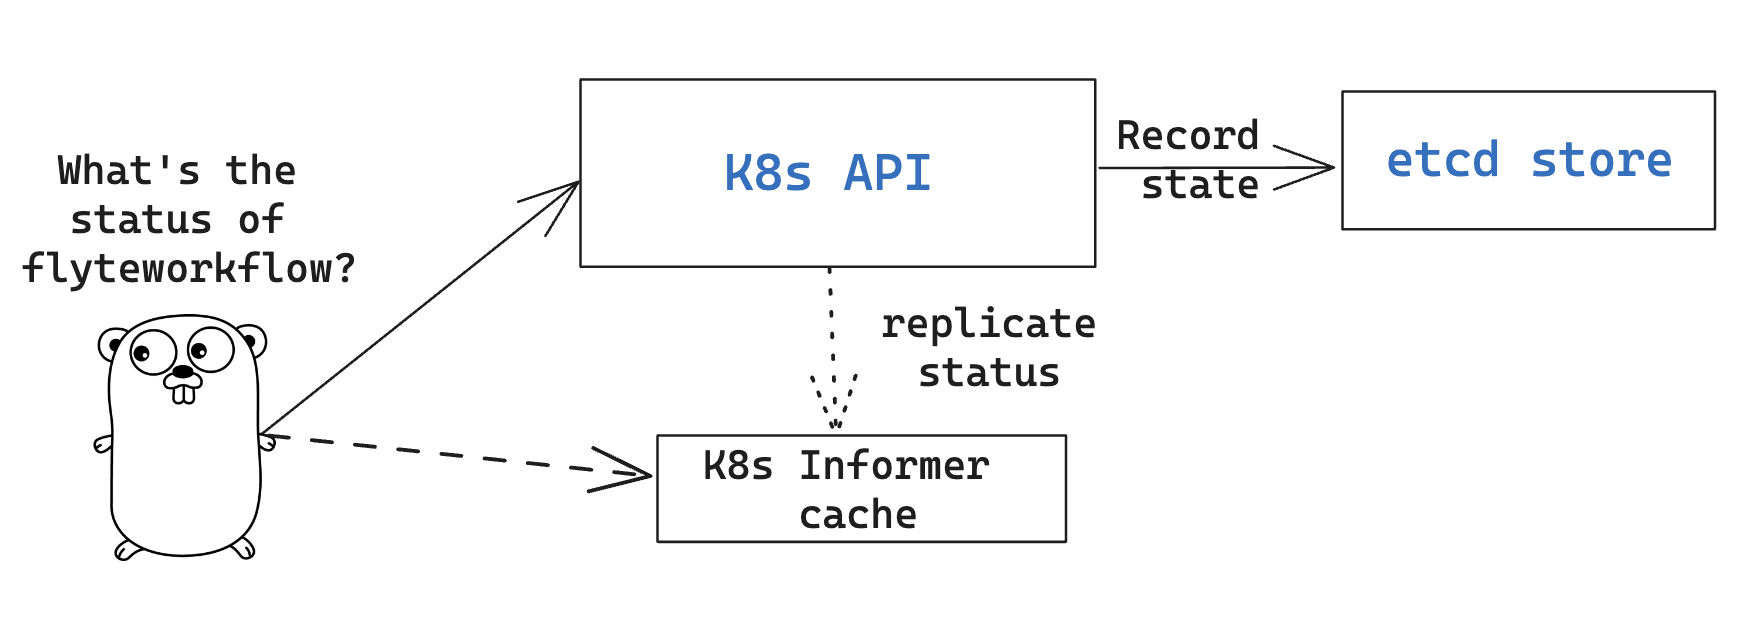 What's the
status of
flyteworkflow?
K8s API
Record
state
etcd store
replicate
status
K8s Informer
cache